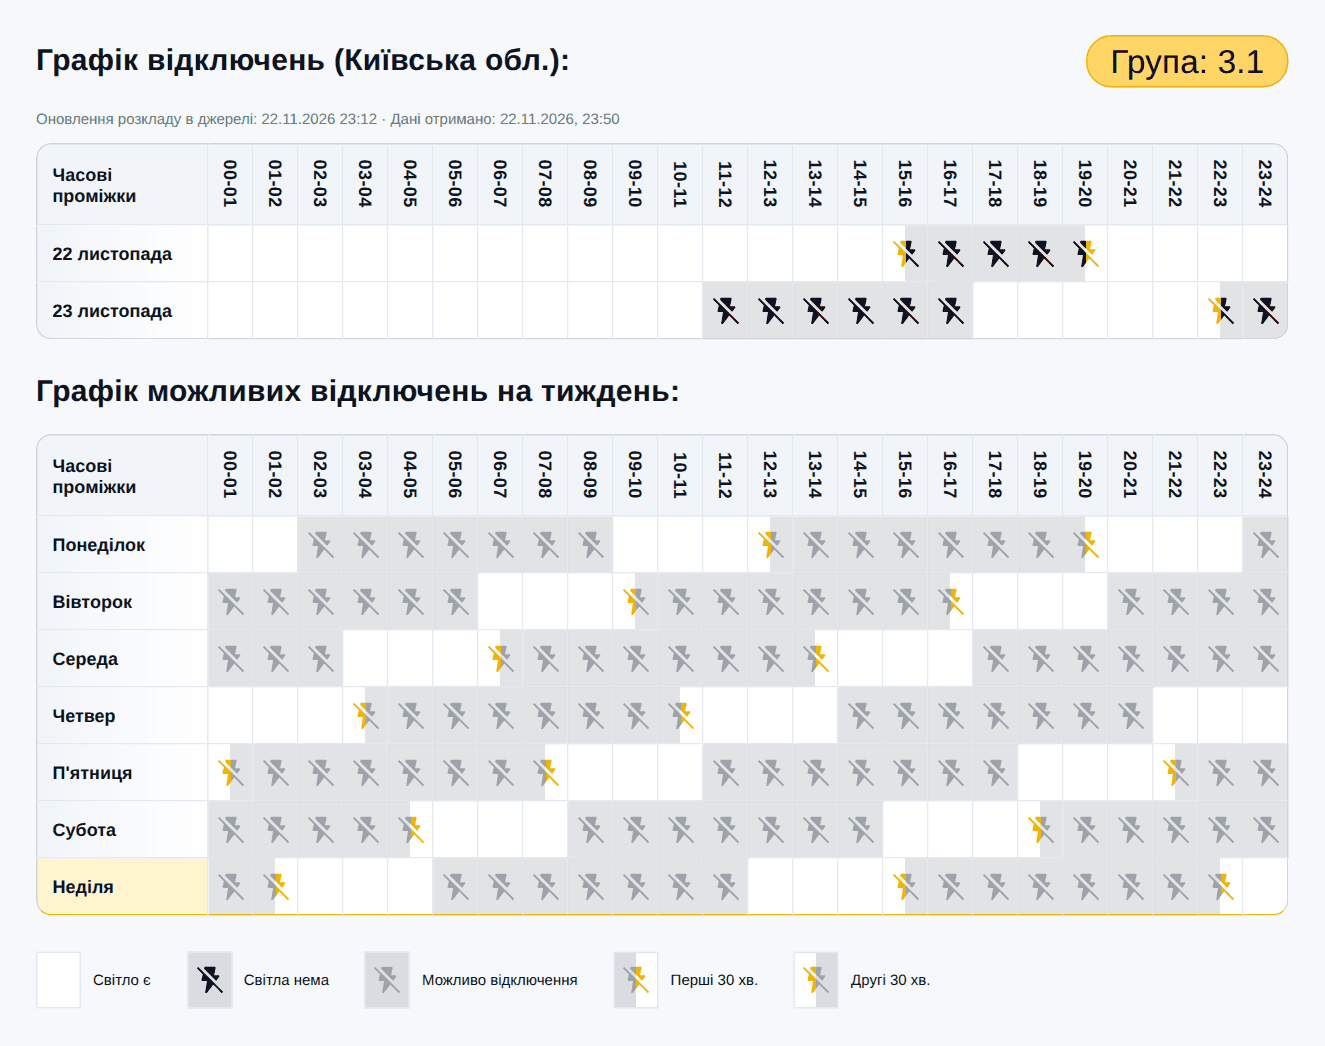 Графік відключень (Київська обл.):
Група: 3.1
Оновлення розкладу в джерелі: 22.11.2026 23:12 · Дані отримано: 22.11.2026, 23:50
Часові проміжки 00-01 01-02 02-03 03-04 04-05 05-06 06-07 07-08 08-09 09-10 10-11 11-12 12-13 13-14 14-15 15-16 16-17 17-18 18-19 19-20 20-21 21-22 22-23 23-24
22 листопада
23 листопада
Графік можливих відключень на тиждень:
Часові проміжки 00-01 01-02 02-03 03-04 04-05 05-06 06-07 07-08 08-09 09-10 10-11 11-12 12-13 13-14 14-15 15-16 16-17 17-18 18-19 19-20 20-21 21-22 22-23 23-24
Понеділок
Вівторок
Середа
Четвер
П'ятниця
Субота
Неділя
Світло є Світла нема Можливо відключення Перші 30 хв. Другі 30 хв.